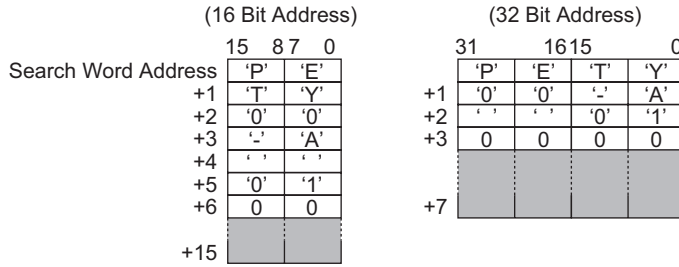 (16 Bit Address) (32 Bit Address)
15 8 7 0 31 16 15 0
Search Word Address 'P' 'E' 'P' 'E' 'T' 'Y'
+1 'T' 'Y' +1 '0' '0' '-' 'A'
+2 '0' '0' +2 ' ' ' ' '0' '1'
+3 '-' 'A' +3 0 0 0 0
+4 ' ' ' '
+5 '0' '1'
+6 0 0 +7
+15